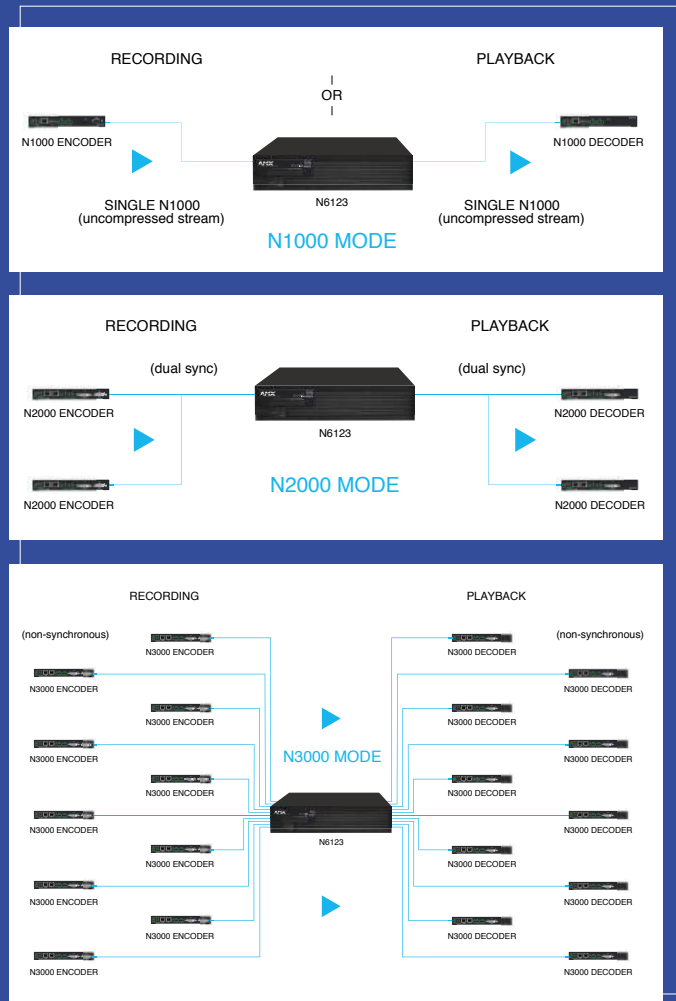 RECORDING
PLAYBACK
OR
N1000 ENCODER
N1000 DECODER
AMX
N6123
SINGLE N1000
(uncompressed stream)
SINGLE N1000
(uncompressed stream)
N1000 MODE
RECORDING
PLAYBACK
(dual sync)
(dual sync)
AMX
N2000 ENCODER
N2000 DECODER
N6123
N2000 MODE
N2000 ENCODER
N2000 DECODER
RECORDING
PLAYBACK
(non-synchronous)
(non-synchronous)
N3000 ENCODER
N3000 DECODER
N3000 ENCODER
N3000 DECODER
N3000 ENCODER
N3000 DECODER
N3000 MODE
N3000 ENCODER
N3000 DECODER
N3000 ENCODER
N3000 DECODER
AMX
N3000 ENCODER
N3000 DECODER
N6123
N3000 ENCODER
N3000 DECODER
N3000 ENCODER
N3000 DECODER
N3000 ENCODER
N3000 DECODER
N3000 ENCODER
N3000 DECODER